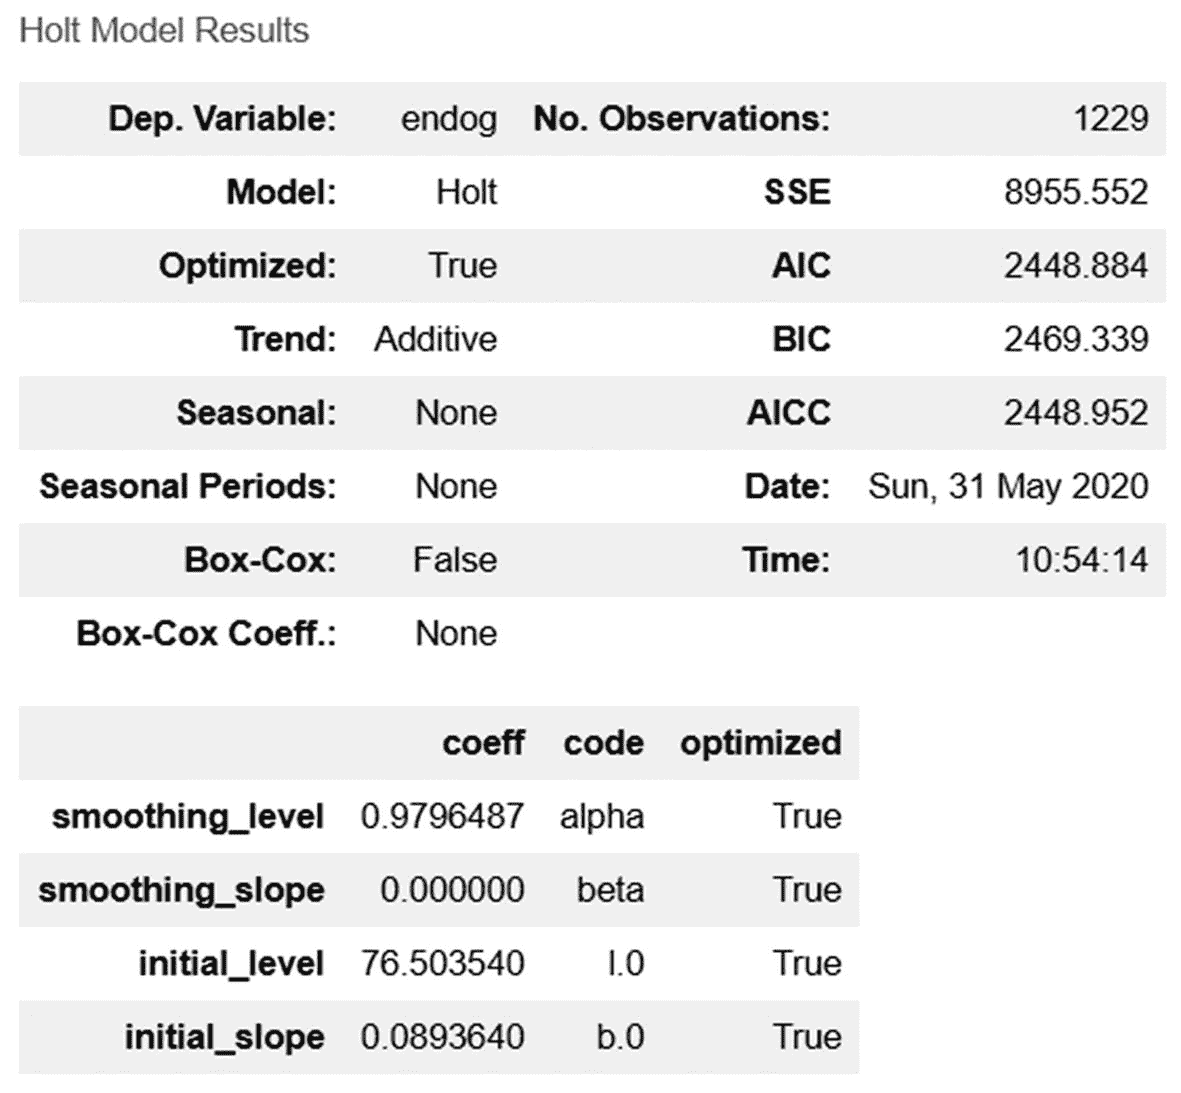 Holt Model Results
Dep. Variable: endog No. Observations: 1229
Model: Holt SSE 8955.552
Optimized: True AIC 2448.884
Trend: Additive BIC 2469.339
Seasonal: None AICC 2448.952
Seasonal Periods: None Date: Sun, 31 May 2020
Box-Cox: False Time: 10:54:14
Box-Cox Coeff.: None
coeff code optimized
smoothing_level 0.9796487 alpha True
smoothing_slope 0.000000 beta True
initial_level 76.503540 l.0 True
initial_slope 0.0893640 b.0 True